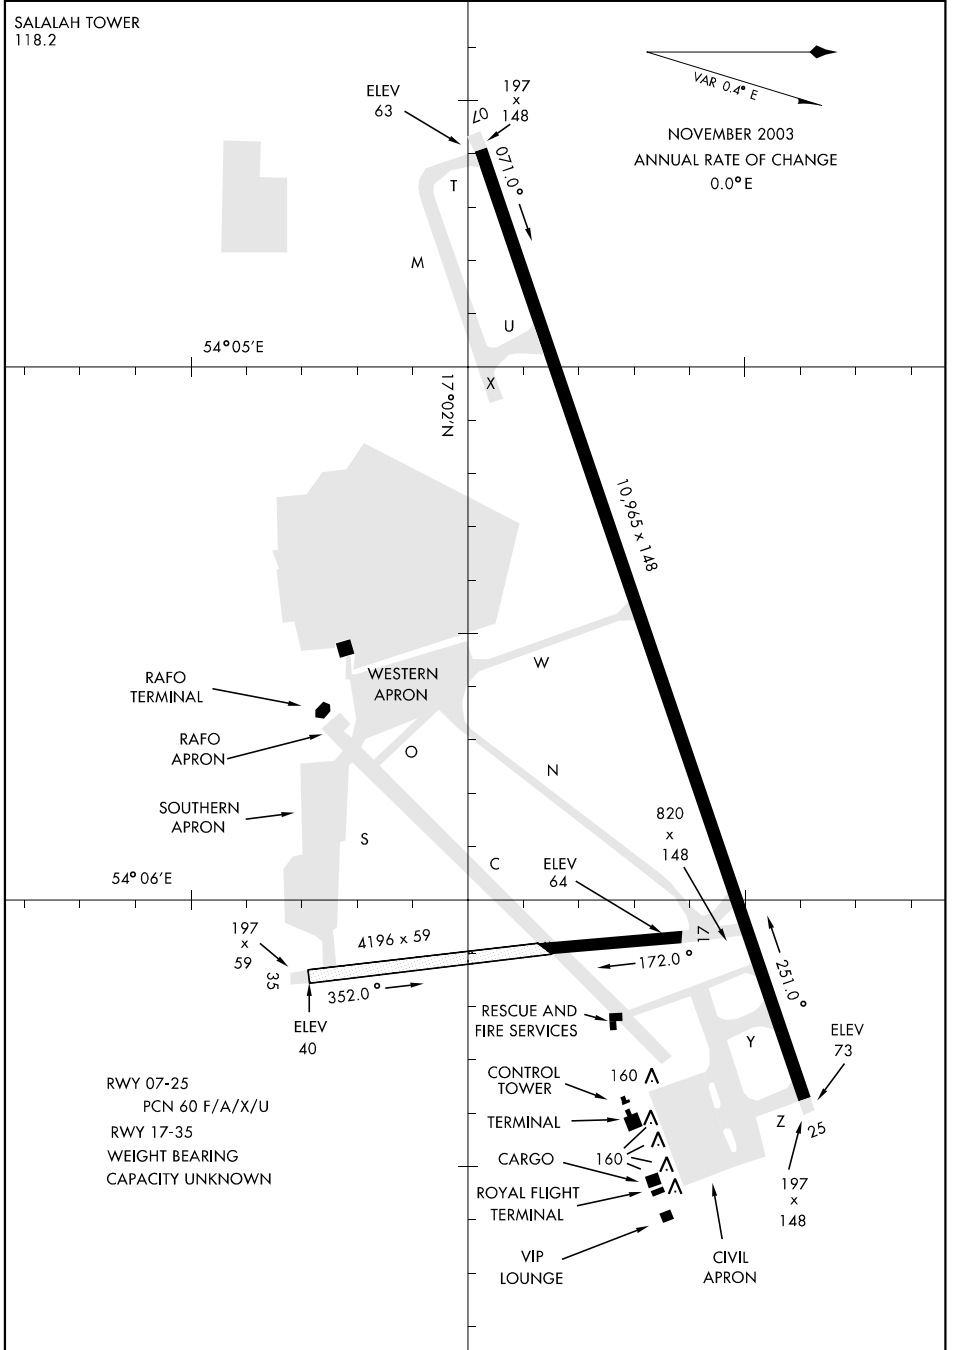 SALALAH TOWER
118.2
ELEV
63
197
x
148
07
071.0°
VAR 0.4° E
NOVEMBER 2003
ANNUAL RATE OF CHANGE
0.0° E
T
M
U
54° 05'E
X
17°02'N
10,965 x 148
W
WESTERN
APRON
RAFO
TERMINAL
RAFO
APRON
O
N
SOUTHERN
APRON
S
820
x
148
C
ELEV
64
54° 06'E
197
x
59
4196 x 59
17
172.0°
35
352.0°
251.0°
ELEV
40
RESCUE AND
FIRE SERVICES
Y
ELEV
73
RWY 07-25
PCN 60 F/A/X/U
RWY 17-35
WEIGHT BEARING
CAPACITY UNKNOWN
CONTROL
TOWER
160
TERMINAL
Z
25
CARGO
160
ROYAL FLIGHT
TERMINAL
197
x
148
VIP
LOUNGE
CIVIL
APRON